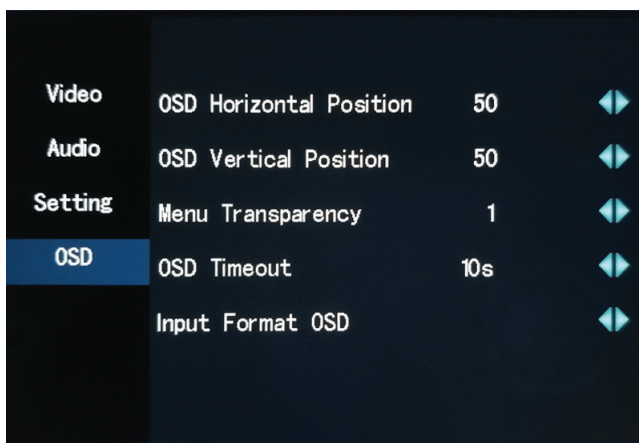 Video
Audio
Setting
OSD
OSD Horizontal Position 50
OSD Vertical Position 50
Menu Transparency 1
OSD Timeout 10s
Input Format OSD